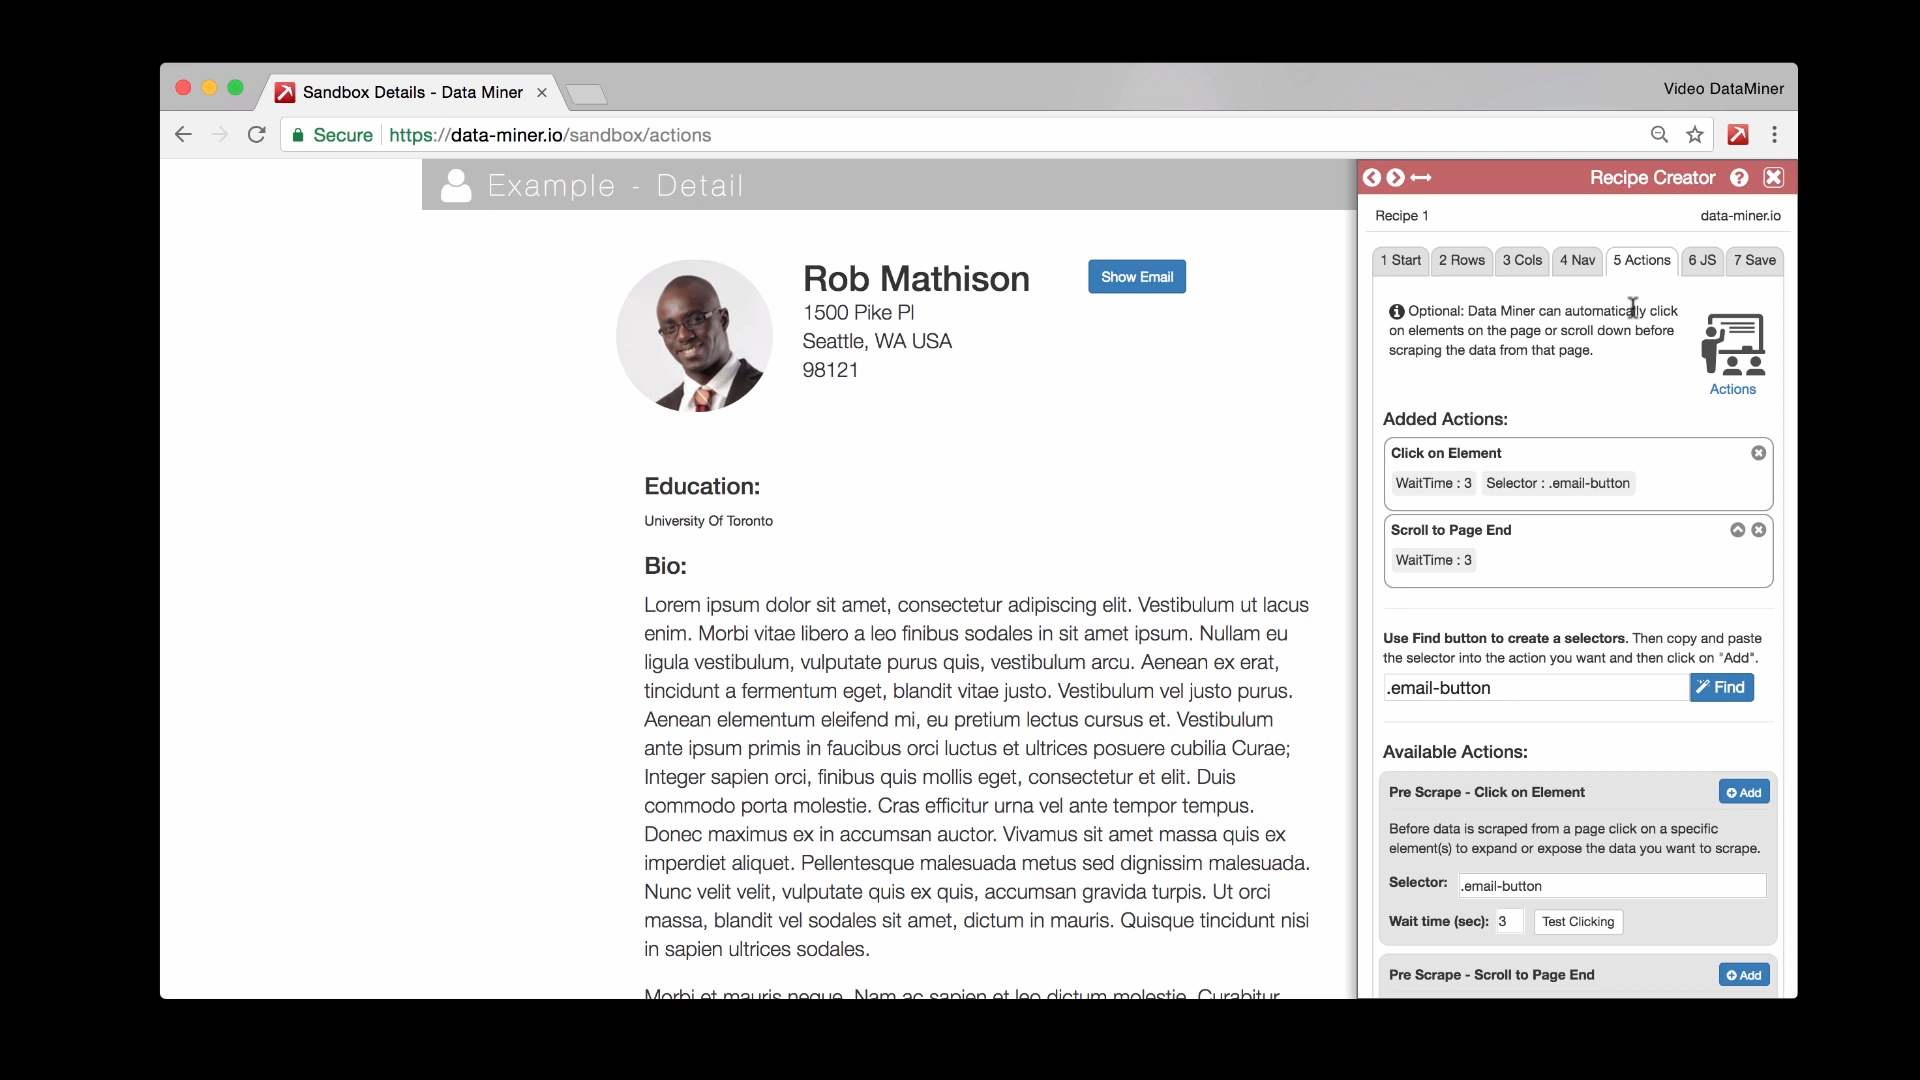 Sandbox Details - Data Miner
Video DataMiner
Secure
https://data-miner.io/sandbox/actions
Example - Detail
Rob Mathison
1500 Pike Pl
Seattle, WA USA
98121
Show Email
Education:
University Of Toronto
Bio:
Lorem ipsum dolor sit amet, consectetur adipiscing elit. Vestibulum ut lacus
enim. Morbi vitae libero a leo finibus sodales in sit amet ipsum. Nullam eu
ligula vestibulum, vulputate purus quis, vestibulum arcu. Aenean ex erat,
tincidunt a fermentum eget, blandit vitae justo. Vestibulum vel justo purus.
Aenean elementum eleifend mi, eu pretium lectus cursus et. Vestibulum
ante ipsum primis in faucibus orci luctus et ultrices posuere cubilia Curae;
Integer sapien orci, finibus quis mollis eget, consectetur et elit. Duis
commodo porta molestie. Cras efficitur urna vel ante tempor tempus.
Donec maximus ex in accumsan auctor. Vivamus sit amet massa quis ex
imperdiet aliquet. Pellentesque malesuada metus sed dignissim malesuada.
Nunc velit velit, vulputate quis ex quis, accumsan gravida turpis. Ut orci
massa, blandit vel sodales sit amet, dictum in mauris. Quisque tincidunt nisi
in sapien ultrices sodales.
Morbi et mauris neque. Nam ac sapien et leo dictum molestie. Curabitur
Recipe Creator
Recipe 1
data-miner.io
1 Start
2 Rows
3 Cols
4 Nav
5 Actions
6 JS
7 Save
Optional: Data Miner can automatically click
on elements on the page or scroll down before
scraping the data from that page.
Actions
Added Actions:
Click on Element
WaitTime : 3
Selector : .email-button
Scroll to Page End
WaitTime : 3
Use Find button to create a selectors. Then copy and paste
the selector into the action you want and then click on "Add".
.email-button
Find
Available Actions:
Pre Scrape - Click on Element
Add
Before data is scraped from a page click on a specific
element(s) to expand or expose the data you want to scrape.
Selector:
.email-button
Wait time (sec):
3
Test Clicking
Pre Scrape - Scroll to Page End
Add